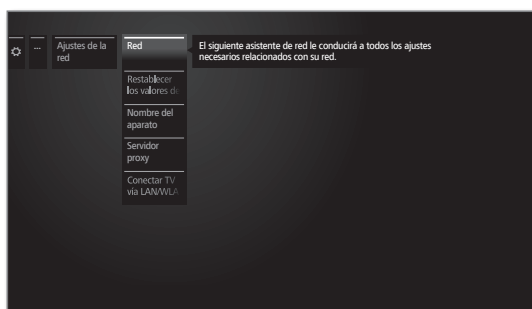 ...
Ajustes de la
red
Red
El siguiente asistente de red le conducirá a todos los ajustes
necesarios relacionados con su red.
Restablecer
los valores de
Nombre del
aparato
Servidor
proxy
Conectar TV
vía LAN/WLA